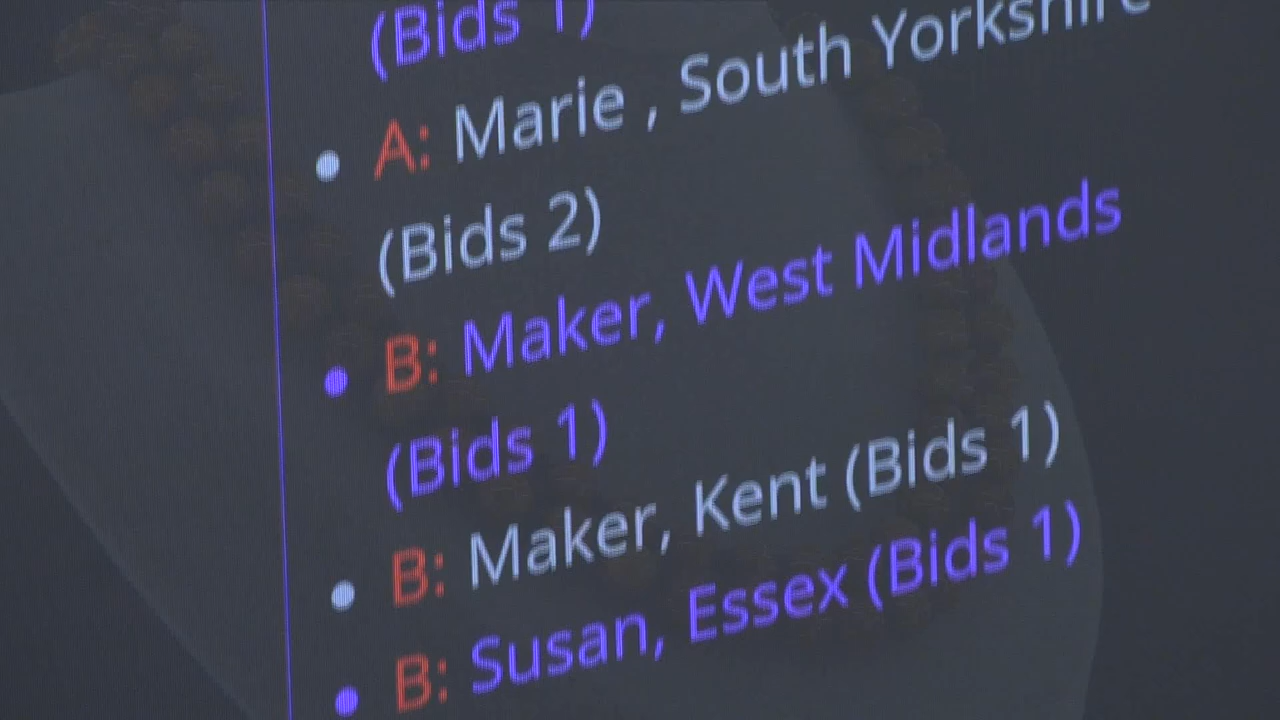 (Bids 1)
A: Marie , South Yorkshire
(Bids 2)
B: Maker, West Midlands
(Bids 1)
B: Maker, Kent (Bids 1)
B: Susan, Essex (Bids 1)